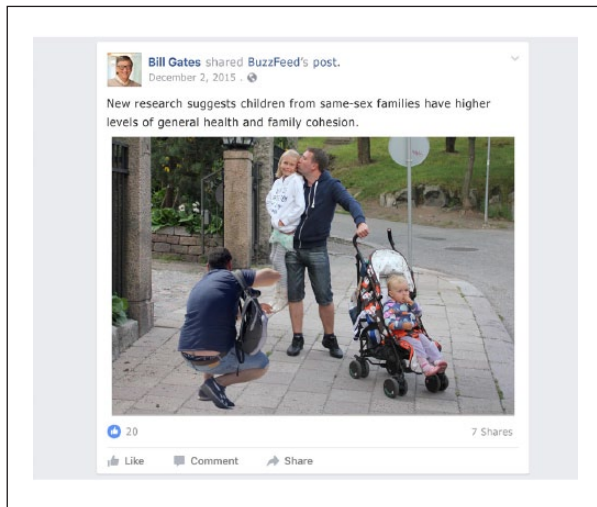 Bill Gates shared BuzzFeed's post.
December 2, 2015 ·
New research suggests children from same-sex families have higher
levels of general health and family cohesion.
20
7 Shares
Like Comment Share